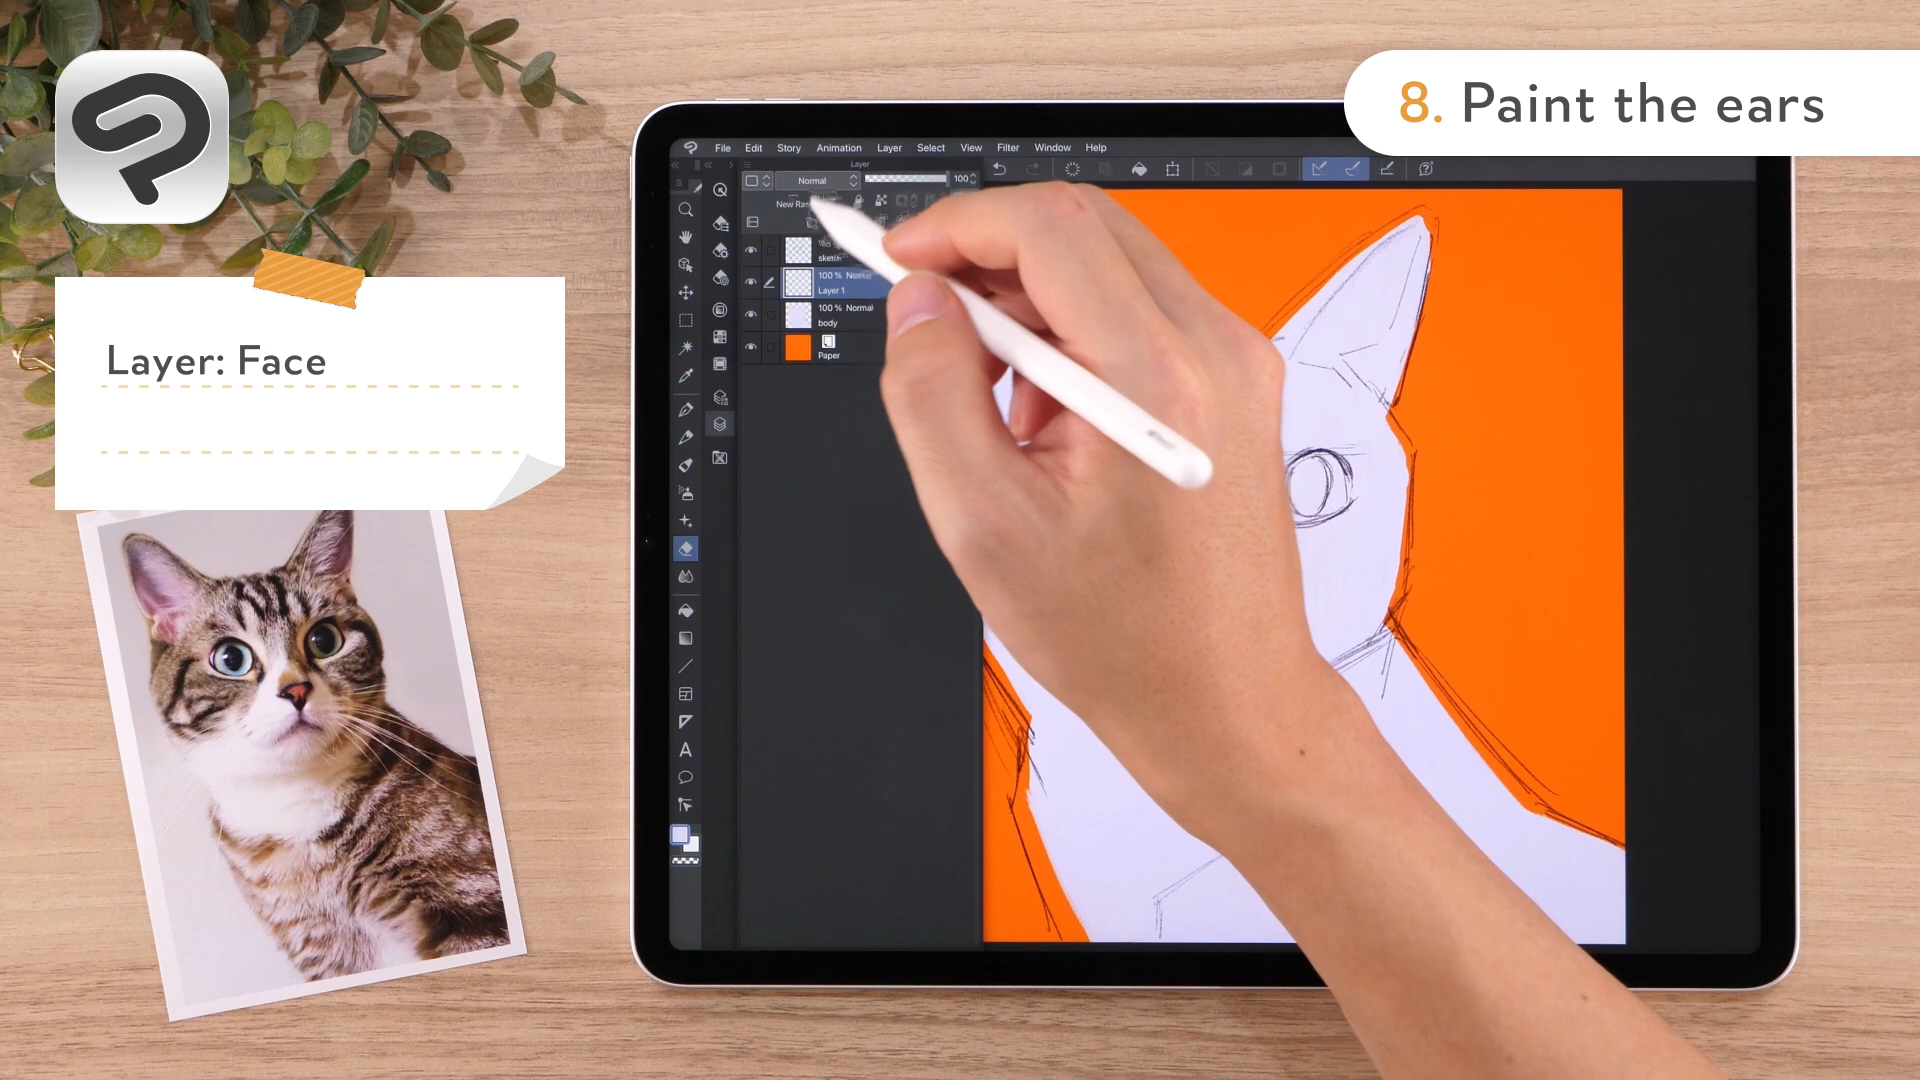 8. Paint the ears
Layer: Face
File Edit Story Animation Layer Select View Filter Window Help
Layer
Normal
100
sketch
100 % Normal
Layer 1
100 % Normal
body
Paper